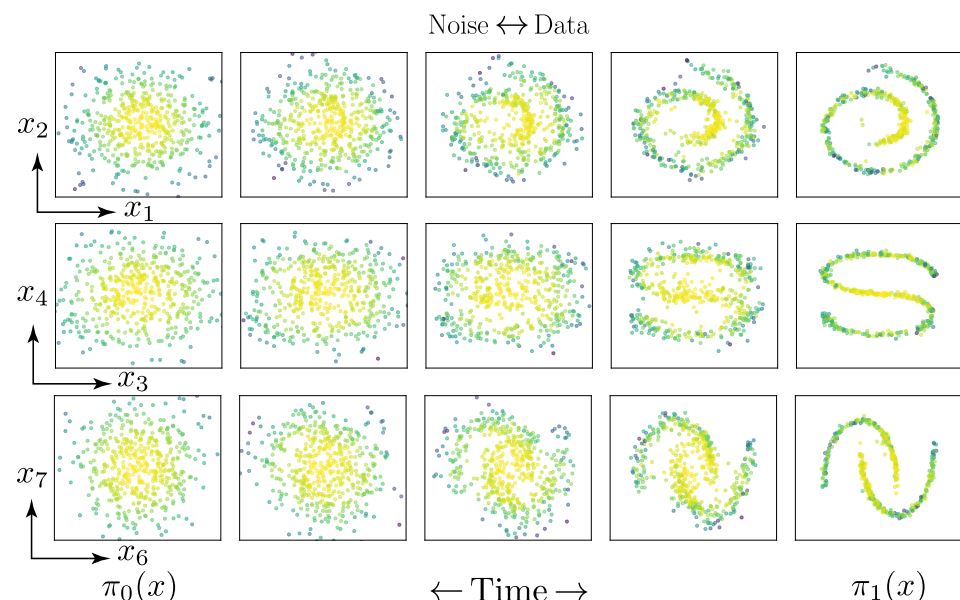 Noise ↔ Data
x₂
x₁
x₄
x₃
x₇
x₆
π₀(x) ← Time → π₁(x)